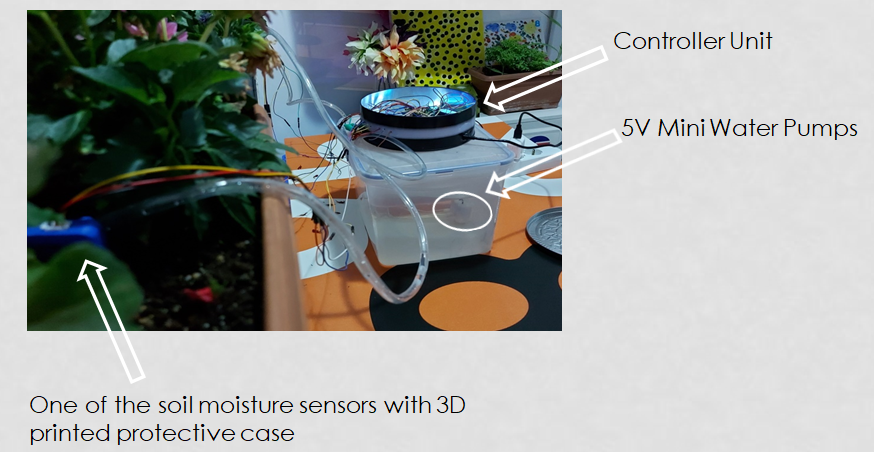 Controller Unit
5V Mini Water Pumps
One of the soil moisture sensors with 3D
printed protective case